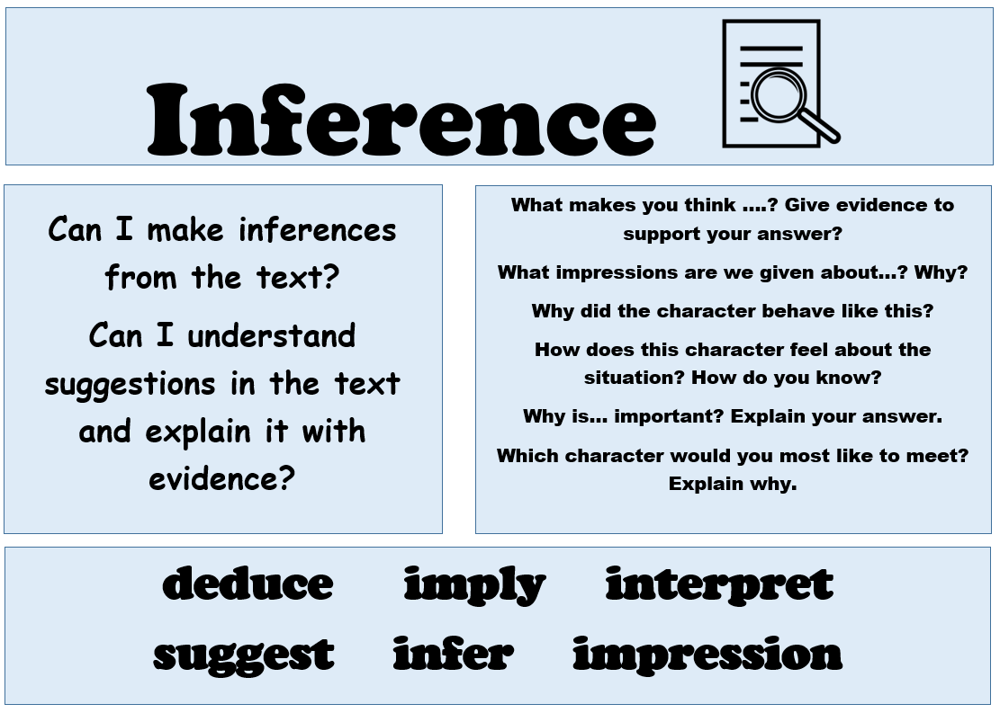 Inference
Can I make inferences
from the text?
Can I understand
suggestions in the text
and explain it with
evidence?
What makes you think ....? Give evidence to
support your answer?
What impressions are we given about...? Why?
Why did the character behave like this?
How does this character feel about the
situation? How do you know?
Why is... important? Explain your answer.
Which character would you most like to meet?
Explain why.
deduce imply interpret
suggest infer impression